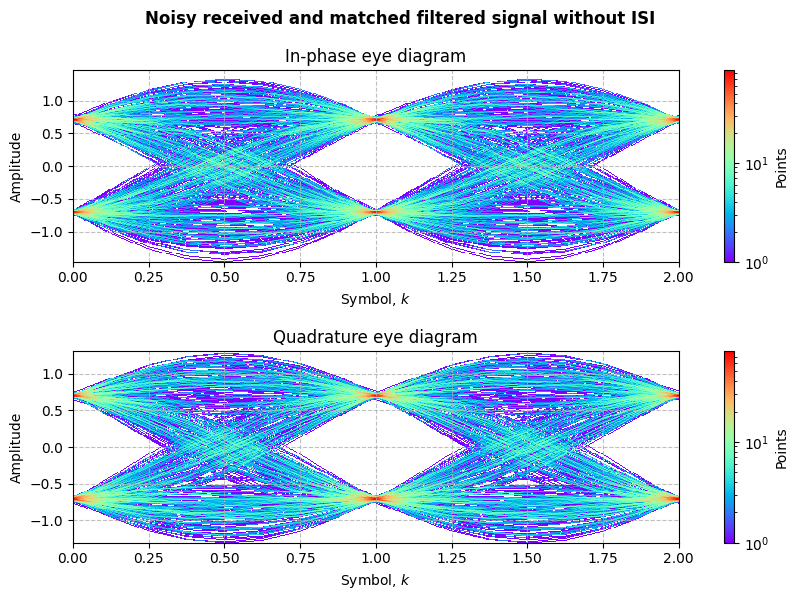 Noisy received and matched filtered signal without ISI
In-phase eye diagram
1.0
0.5
0.0
−0.5
−1.0
Amplitude
0.00 0.25 0.50 0.75 1.00 1.25 1.50 1.75 2.00
Symbol, k
10¹
10⁰
Points
Quadrature eye diagram
1.0
0.5
0.0
−0.5
−1.0
Amplitude
0.00 0.25 0.50 0.75 1.00 1.25 1.50 1.75 2.00
Symbol, k
10¹
10⁰
Points